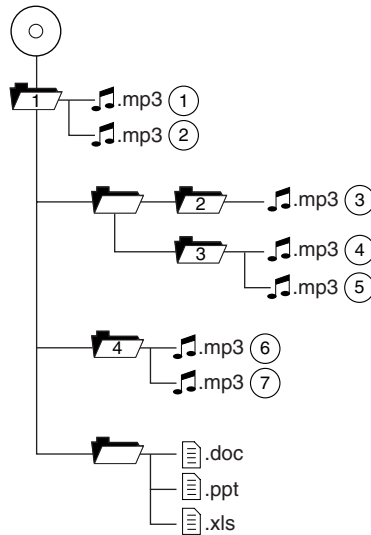 1 .mp3 1
.mp3 2
2 .mp3 3
3 .mp3 4
.mp3 5
4 .mp3 6
.mp3 7
.doc
.ppt
.xls